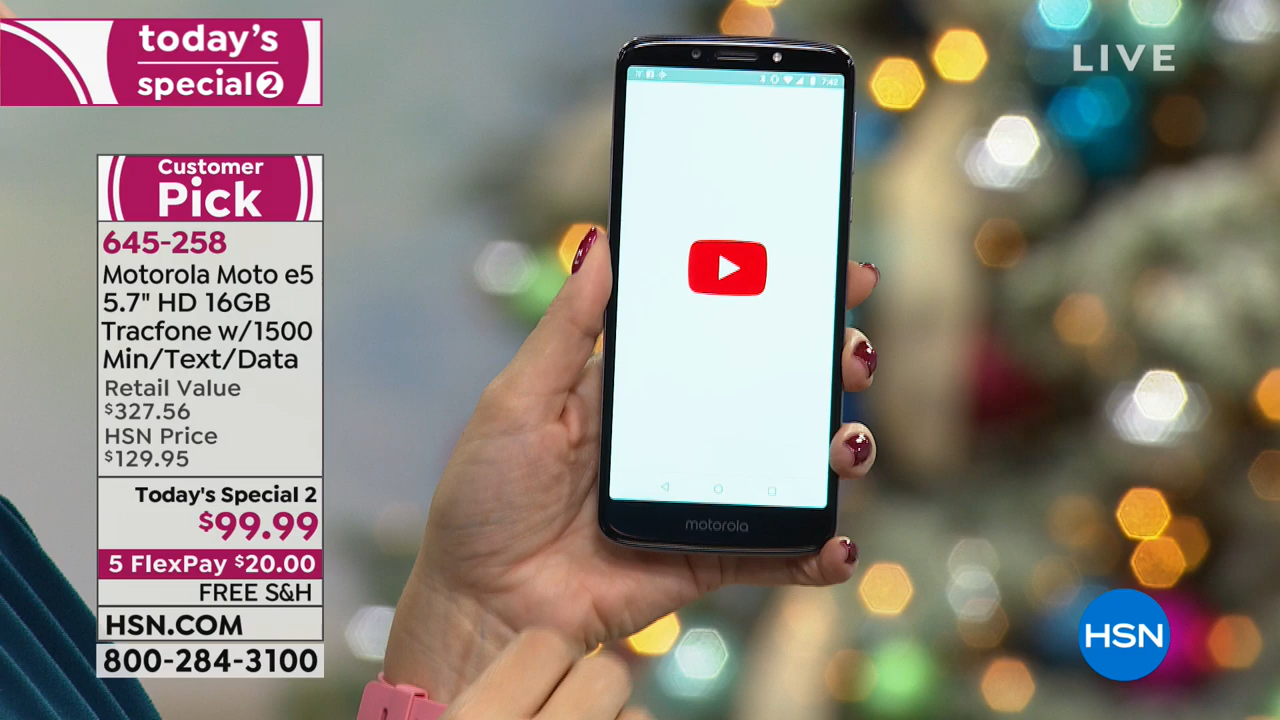 today's
special 2
LIVE
7:42
Customer
Pick
645-258
Motorola Moto e5
5.7" HD 16GB
Tracfone w/1500
Min/Text/Data
Retail Value
$327.56
HSN Price
$129.95
Today's Special 2
$99.99
5 FlexPay $20.00
FREE S&H
HSN.COM
800-284-3100
motorola
HSN